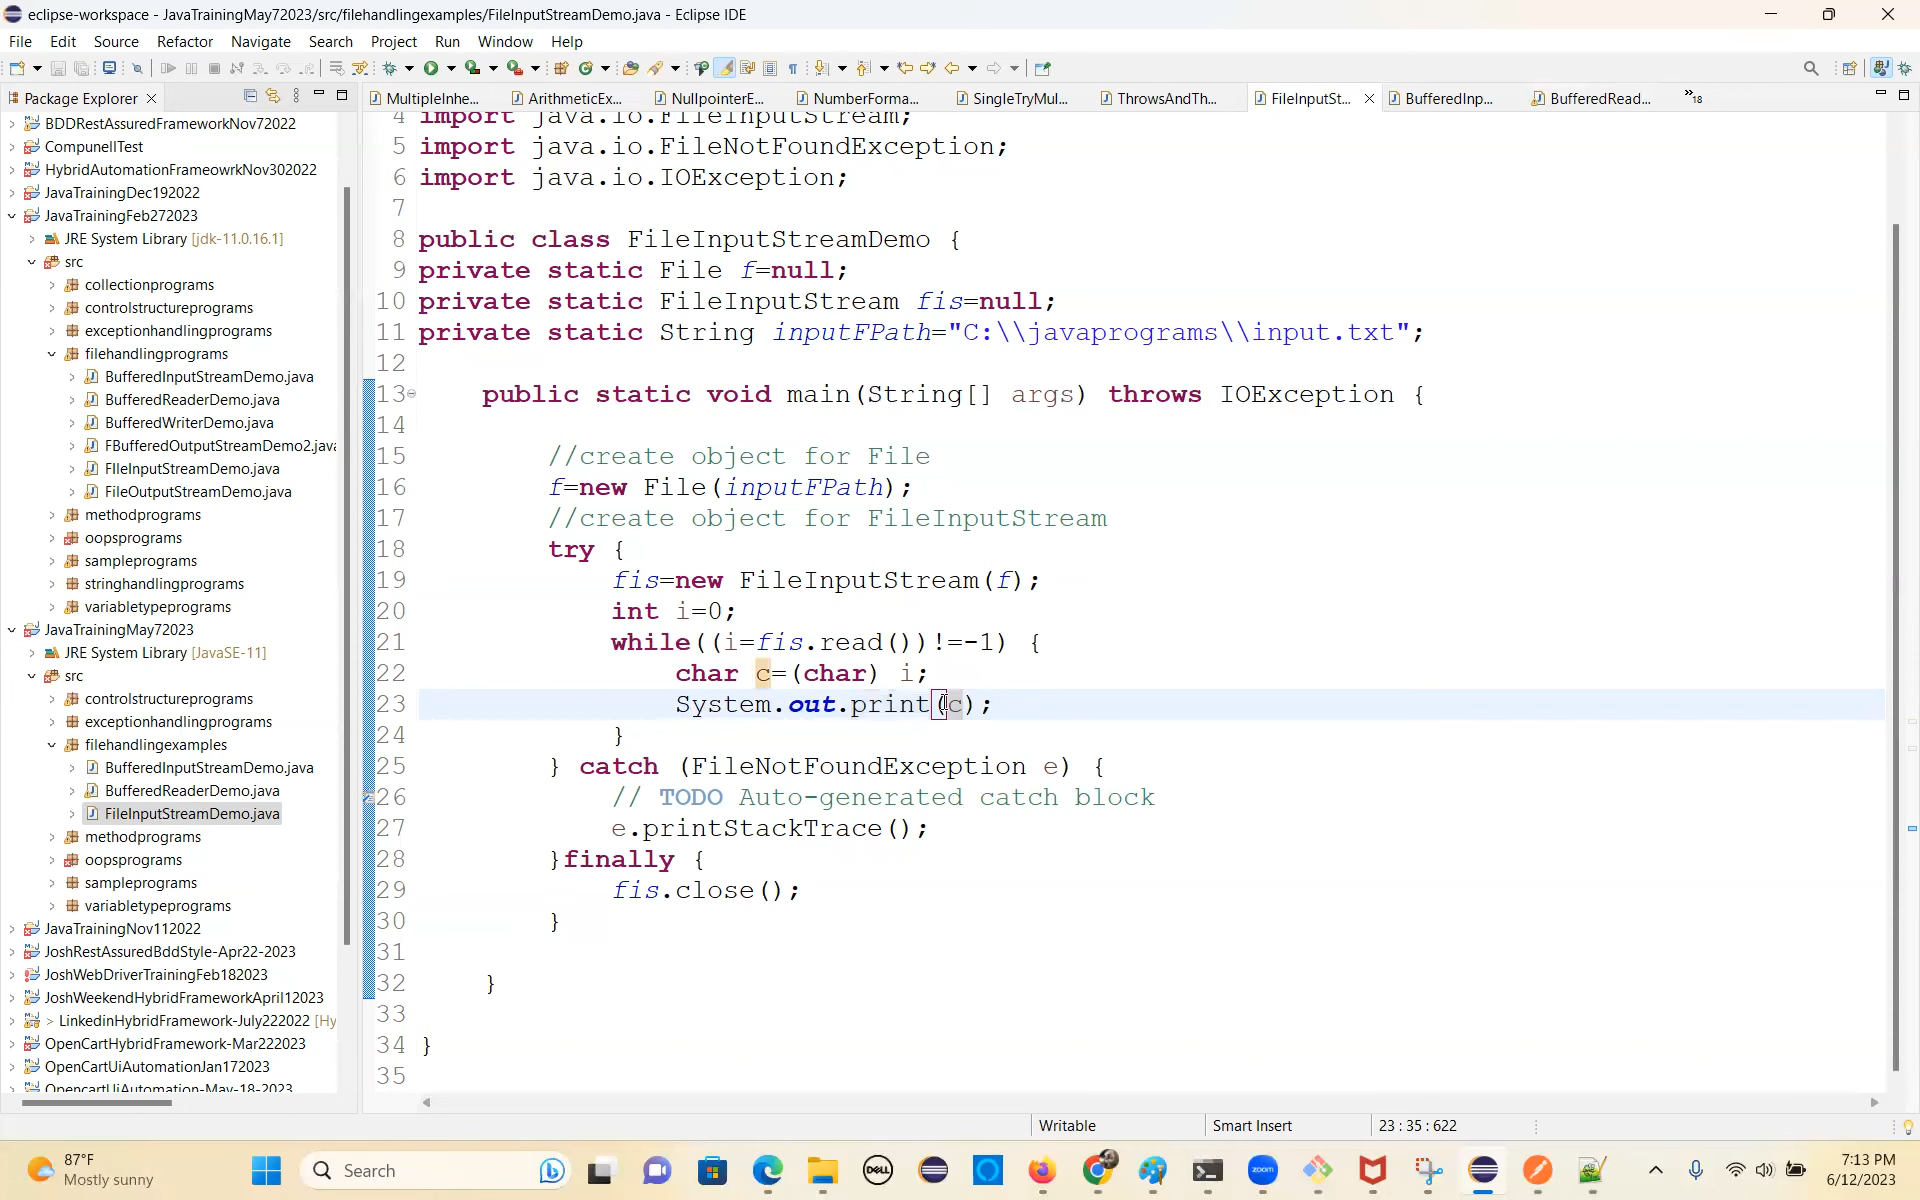 eclipse-workspace - JavaTrainingMay72023/src/filehandlingexamples/FileInputStreamDemo.java - Eclipse IDE
File Edit Source Refactor Navigate Search Project Run Window Help
Package Explorer
MultipleInhe...
ArithmeticEx...
NullpointerE...
NumberForma...
SingleTryMul...
ThrowsAndTh...
FileInputSt...
BufferedInp...
BufferedRead...
»18
BDDRestAssuredFrameworkNov72022
CompunellTest
HybridAutomationFrameowrkNov302022
JavaTrainingDec192022
JavaTrainingFeb272023
JRE System Library [jdk-11.0.16.1]
src
collectionprograms
controlstructureprograms
exceptionhandlingprograms
filehandlingprograms
BufferedInputStreamDemo.java
BufferedReaderDemo.java
BufferedWriterDemo.java
FBufferedOutputStreamDemo2.java
FIleInputStreamDemo.java
FileOutputStreamDemo.java
methodprograms
oopsprograms
sampleprograms
stringhandlingprograms
variabletypeprograms
JavaTrainingMay72023
JRE System Library [JavaSE-11]
src
controlstructureprograms
exceptionhandlingprograms
filehandlingexamples
BufferedInputStreamDemo.java
BufferedReaderDemo.java
FileInputStreamDemo.java
methodprograms
oopsprograms
sampleprograms
variabletypeprograms
JavaTrainingNov112022
JoshRestAssuredBddStyle-Apr22-2023
JoshWebDriverTrainingFeb182023
JoshWeekendHybridFrameworkApril12023
> LinkedinHybridFramework-July222022 [Hy
OpenCartHybridFramework-Mar222023
OpenCartUiAutomationJan172023
OpencartUiAutomation-May-18-2023
4 import java.io.FileInputStream;
5 import java.io.FileNotFoundException;
6 import java.io.IOException;
7
8 public class FileInputStreamDemo {
9 private static File f=null;
10 private static FileInputStream fis=null;
11 private static String inputFPath="C:\\javaprograms\\input.txt";
12
13 public static void main(String[] args) throws IOException {
14
15 //create object for File
16 f=new File(inputFPath);
17 //create object for FileInputStream
18 try {
19 fis=new FileInputStream(f);
20 int i=0;
21 while((i=fis.read())!=-1) {
22 char c=(char) i;
23 System.out.print(c);
24 }
25 } catch (FileNotFoundException e) {
26 // TODO Auto-generated catch block
27 e.printStackTrace();
28 }finally {
29 fis.close();
30 }
31
32 }
33
34 }
35
Writable
Smart Insert
23 : 35 : 622
87°F
Mostly sunny
Search
DELL
zoom
7:13 PM
6/12/2023